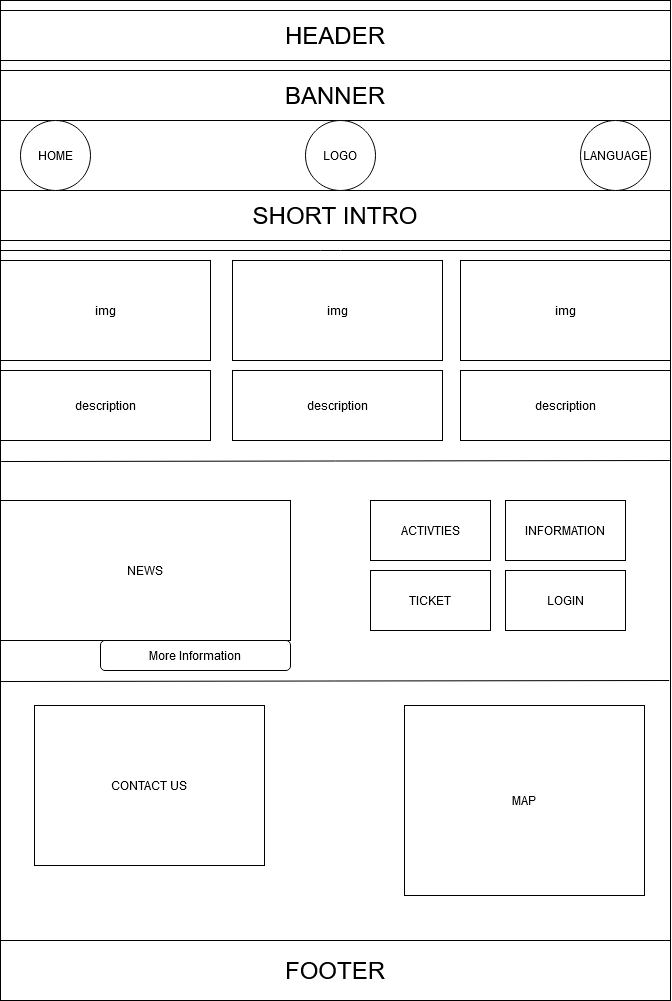 HEADER
BANNER
HOME
LOGO
LANGUAGE
SHORT INTRO
img
img
img
description
description
description
NEWS
More Information
ACTIVTIES
INFORMATION
TICKET
LOGIN
CONTACT US
MAP
FOOTER